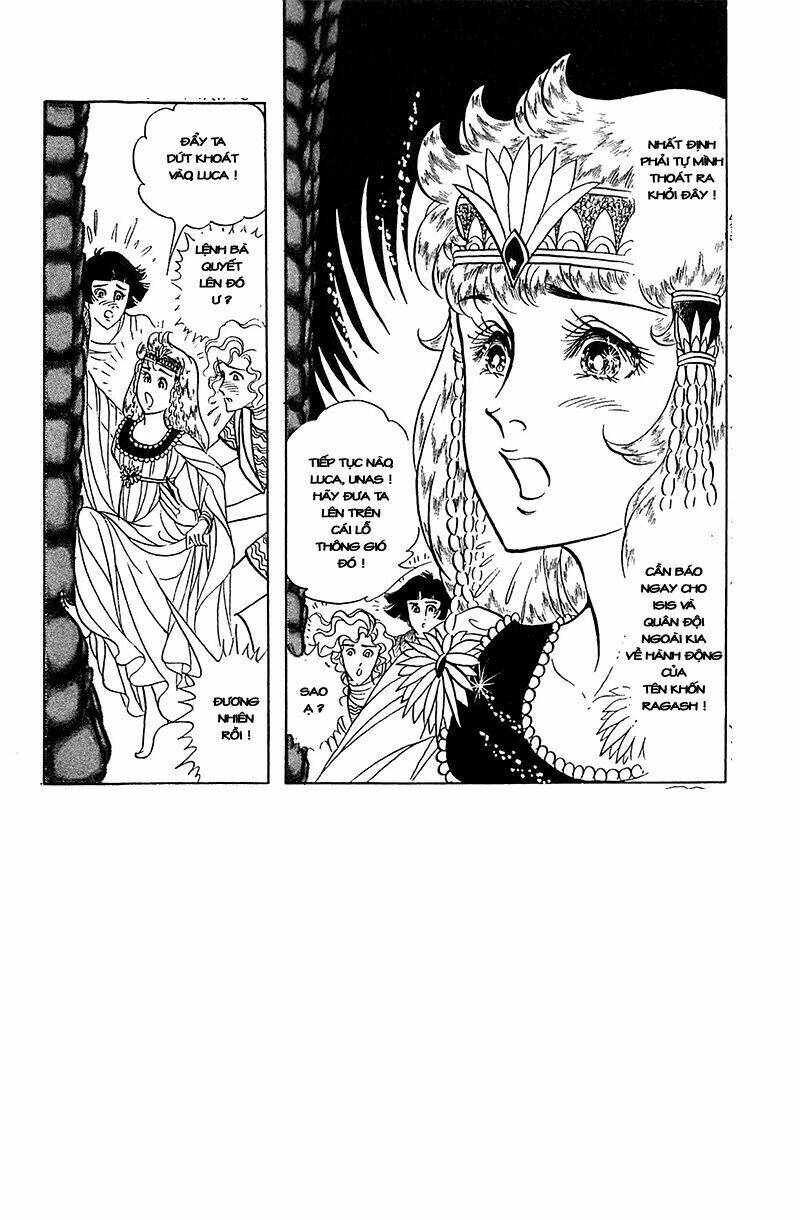 NHẤT ĐỊNH
PHẢI TỰ MÌNH
THOÁT RA
KHỎI ĐÂY !
TIẾP TỤC NÀO,
LUCA, UNAS !
HÃY ĐƯA TA
LÊN TRÊN
CÁI LỖ
THÔNG GIÓ
ĐÓ !
CẦN BÁO
NGAY CHO
ISIS VÀ
QUÂN ĐỘI
NGOÀI KIA
VỀ HÀNH ĐỘNG
CỦA
TÊN KHỐN
RAGASH !
SAO
Ạ ?
ĐẨY TA
DỨT KHOÁT
VÀO, LUCA !
LỆNH BÀ
QUYẾT
LÊN ĐÓ
Ư ?
ĐƯƠNG
NHIÊN
RỒI !